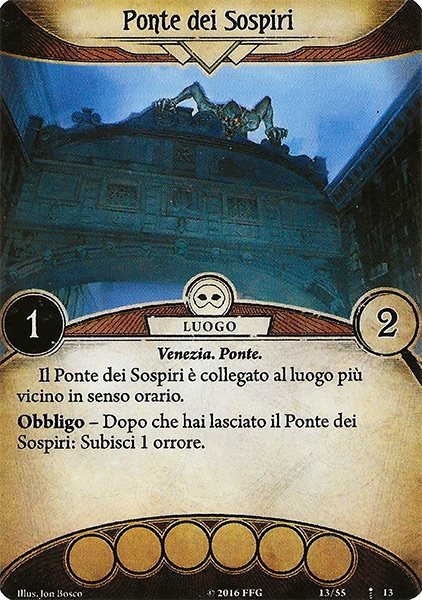 Ponte dei Sospiri
1
LUOGO
2
Venezia. Ponte.
Il Ponte dei Sospiri è collegato al luogo più
vicino in senso orario.
Obbligo – Dopo che hai lasciato il Ponte dei
Sospiri: Subisci 1 orrore.
Illus. Jon Bosco
© 2016 FFG
13/55
13